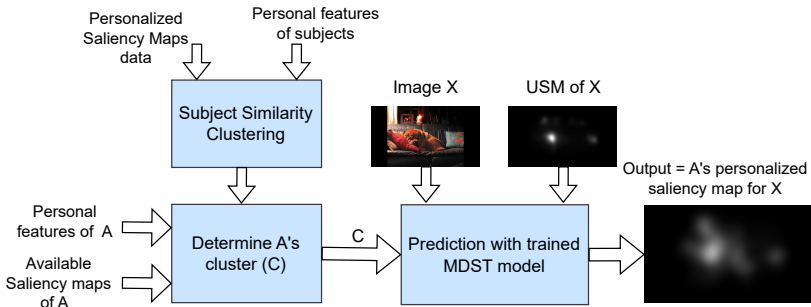 Personalized
Saliency Maps
data
Personal features
of subjects
Subject Similarity
Clustering
Image X
USM of X
Output = A's personalized
saliency map for X
Personal
features of A
Determine A's
cluster (C)
C
Prediction with trained
MDST model
Available
Saliency maps
of A